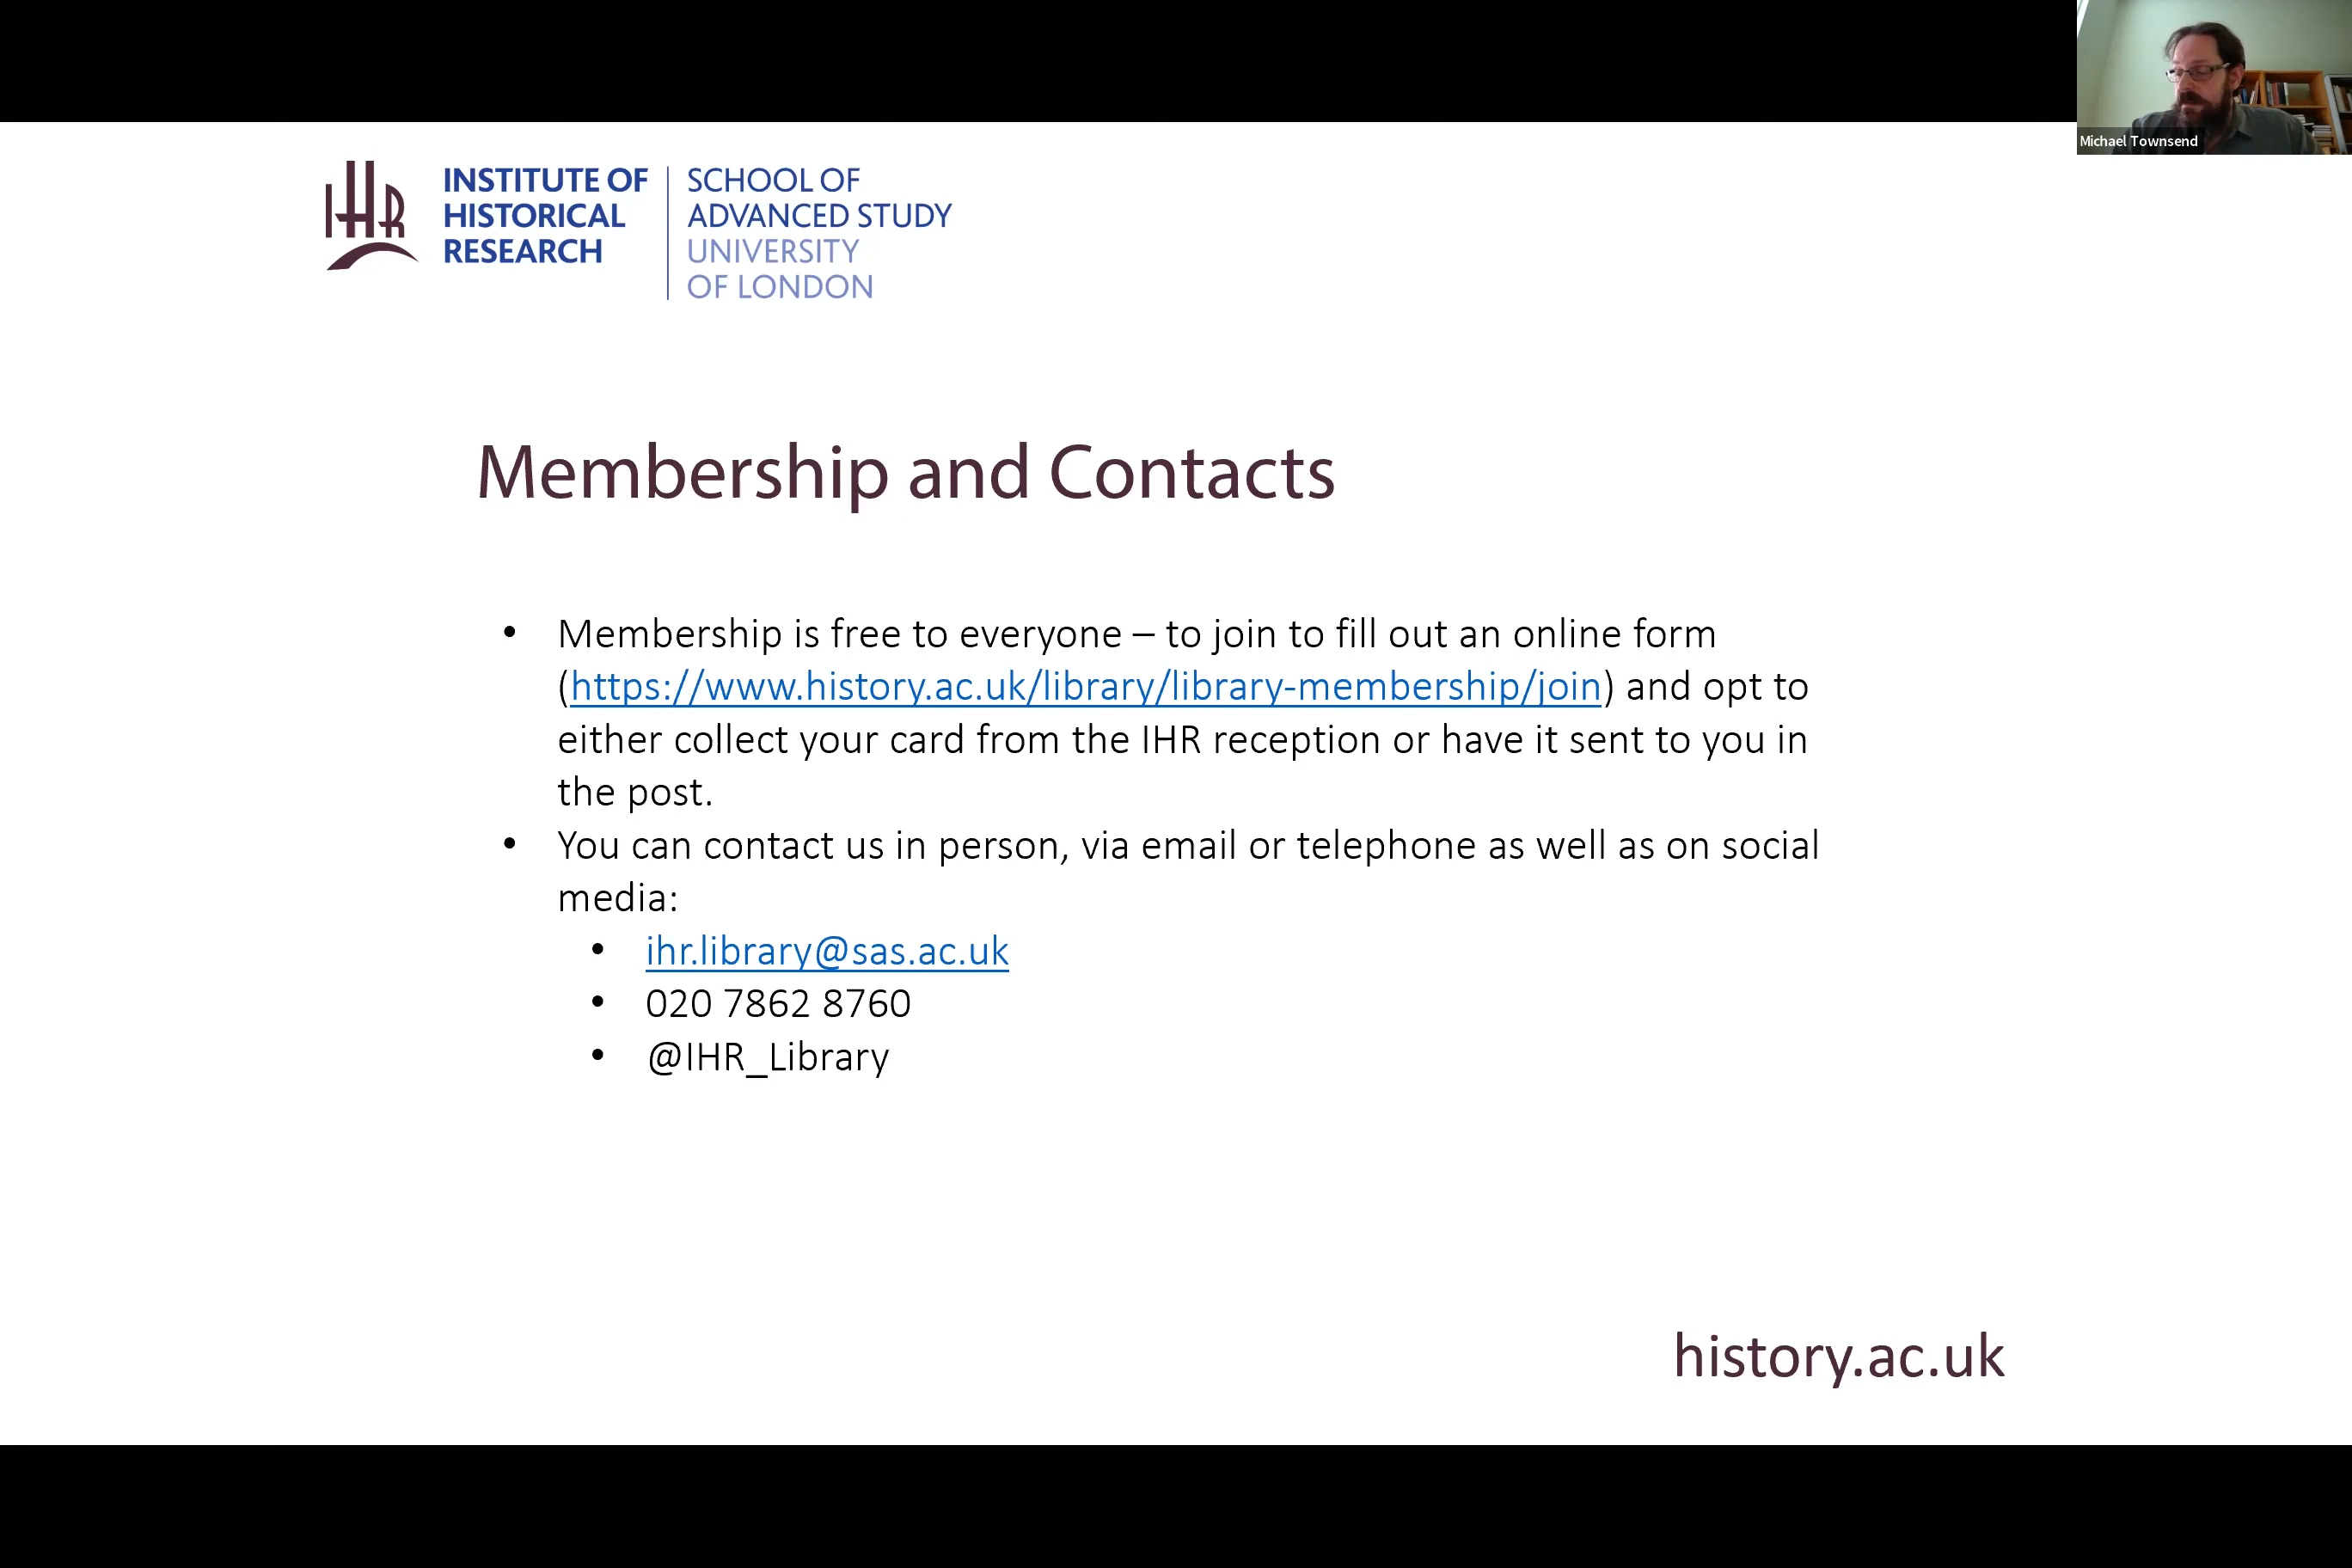 IHR
INSTITUTE OF
HISTORICAL
RESEARCH
SCHOOL OF
ADVANCED STUDY
UNIVERSITY
OF LONDON
Michael Townsend
Membership and Contacts
• Membership is free to everyone – to join to fill out an online form
(https://www.history.ac.uk/library/library-membership/join) and opt to
either collect your card from the IHR reception or have it sent to you in
the post.
• You can contact us in person, via email or telephone as well as on social
media:
• ihr.library@sas.ac.uk
• 020 7862 8760
• @IHR_Library
history.ac.uk